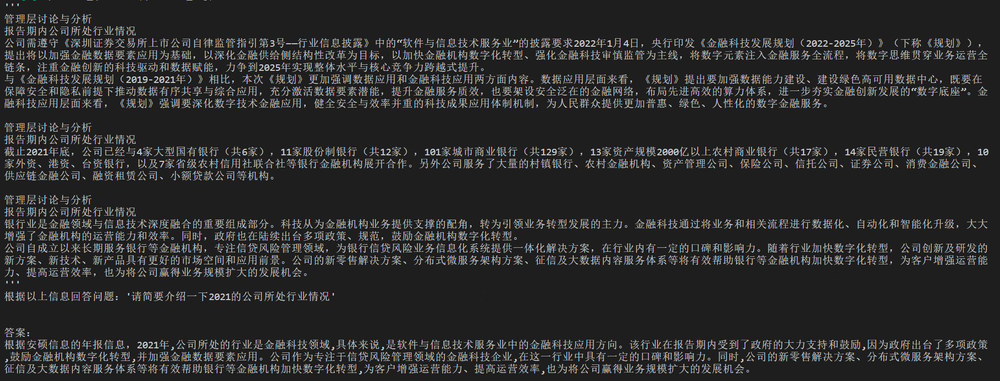 '''
管理层讨论与分析
报告期内公司所处行业情况
公司需遵守《深圳证券交易所上市公司自律监管指引第3号——行业信息披露》中的“软件与信息技术服务业”的披露要求2022年1月4日，央行印发《金融科技发展规划（2022-2025年）》（下称《规划》），
提出将以加强金融数据要素应用为基础，以深化金融供给侧结构性改革为目标，以加快金融机构数字化转型、强化金融科技审慎监管为主线，将数字元素注入金融服务全流程，将数字思维贯穿业务运营全
链条，注重金融创新的科技驱动和数据赋能，力争到2025年实现整体水平与核心竞争力跨越式提升。
与《金融科技发展规划（2019-2021年）》相比，本次《规划》更加强调数据应用和金融科技应用两方面内容。数据应用层面来看，《规划》提出要加强数据能力建设、建设绿色高可用数据中心，既要在
保障安全和隐私前提下推动数据有序共享与综合应用，充分激活数据要素潜能，提升金融服务质效，也要架设安全泛在的金融网络，布局先进高效的算力体系，进一步夯实金融创新发展的“数字底座”。金
融科技应用层面来看，《规划》强调要深化数字技术金融应用，健全安全与效率并重的科技成果应用体制机制，为人民群众提供更加普惠、绿色、人性化的数字金融服务。
管理层讨论与分析
报告期内公司所处行业情况
截止2021年底，公司已经与4家大型国有银行（共6家），11家股份制银行（共12家），101家城市商业银行（共129家），13家资产规模2000亿以上农村商业银行（共17家），14家民营银行（共19家），10
家外资、港资、台资银行，以及7家省级农村信用社联合社等银行金融机构展开合作。另外公司服务了大量的村镇银行、农村金融机构、资产管理公司、保险公司、信托公司、证券公司、消费金融公司、
供应链金融公司、融资租赁公司、小额贷款公司等机构。
管理层讨论与分析
报告期内公司所处行业情况
银行业是金融领域与信息技术深度融合的重要组成部分。科技从为金融机构业务提供支撑的配角，转为引领业务转型发展的主力。金融科技通过将业务和相关流程进行数据化、自动化和智能化升级，大大
增强了金融机构的运营能力和效率。同时，政府也在陆续出台多项政策、规范，鼓励金融机构数字化转型。
公司自成立以来长期服务银行等金融机构，专注信贷风险管理领域，为银行信贷风险业务信息化系统提供一体化解决方案，在行业内有一定的口碑和影响力。随着行业加快数字化转型，公司创新及研发的
新方案、新技术、新产品具有更好的市场空间和应用前景。公司的新零售解决方案、分布式微服务架构方案、征信及大数据内容服务体系等将有效帮助银行等金融机构加快数字化转型，为客户增强运营能
力、提高运营效率，也为将公司赢得业务规模扩大的发展机会。
'''
根据以上信息回答问题：'请简要介绍一下2021的公司所处行业情况'
答案：
根据安硕信息的年报信息，2021年,公司所处的行业是金融科技领域,具体来说,是软件与信息技术服务业中的金融科技应用方向。该行业在报告期内受到了政府的大力支持和鼓励,因为政府出台了多项政策
,鼓励金融机构数字化转型,并加强金融数据要素应用。公司作为专注于信贷风险管理领域的金融科技企业,在这一行业中具有一定的口碑和影响力。同时,公司的新零售解决方案、分布式微服务架构方案、
征信及大数据内容服务体系等将有效帮助银行等金融机构加快数字化转型,为客户增强运营能力、提高运营效率,也为将公司赢得业务规模扩大的发展机会。